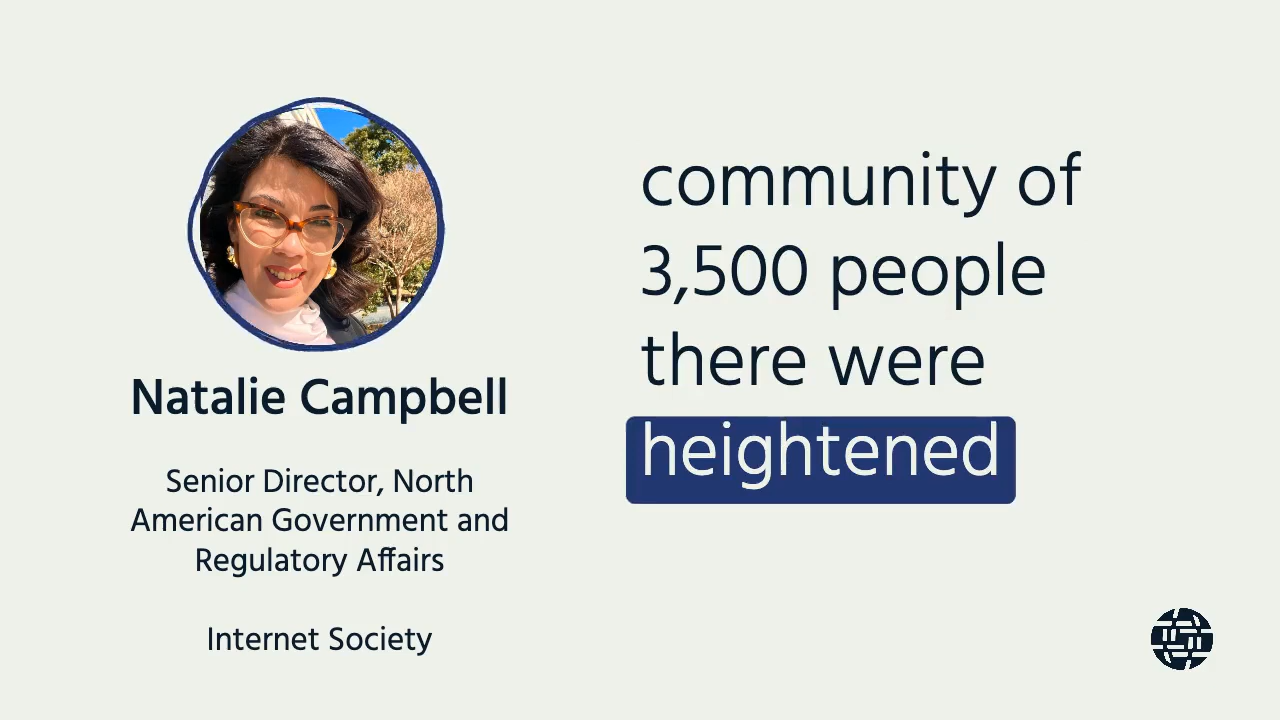 Natalie Campbell
Senior Director, North
American Government and
Regulatory Affairs
Internet Society
community of
3,500 people
there were
heightened